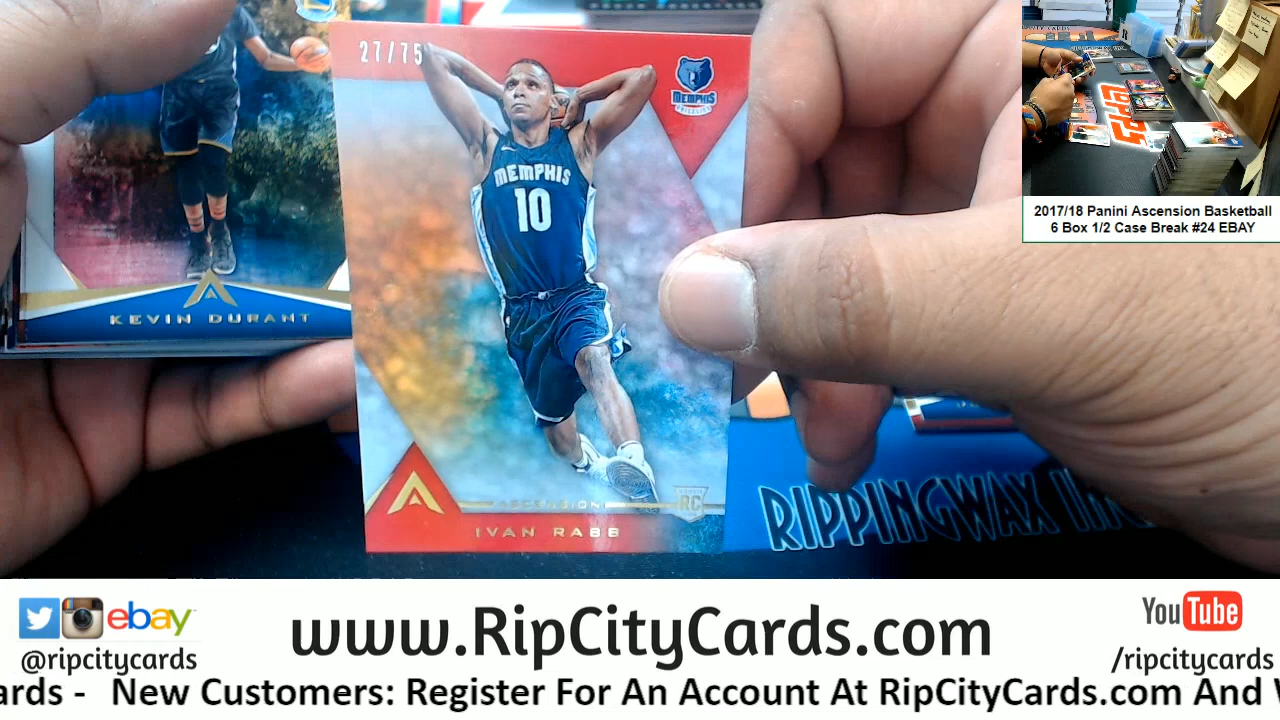 27/75
MEMPHIS
GRIZZLIES
MEMPHIS
10
KEVIN DURANT
ASCENSION
RC
IVAN RABB
RIPPINGWAX
2017/18 Panini Ascension Basketball
6 Box 1/2 Case Break #24 EBAY
ebay
@ripcitycards
www.RipCityCards.com
YouTube
/ripcitycards
ards - New Customers: Register For An Account At RipCityCards.com And